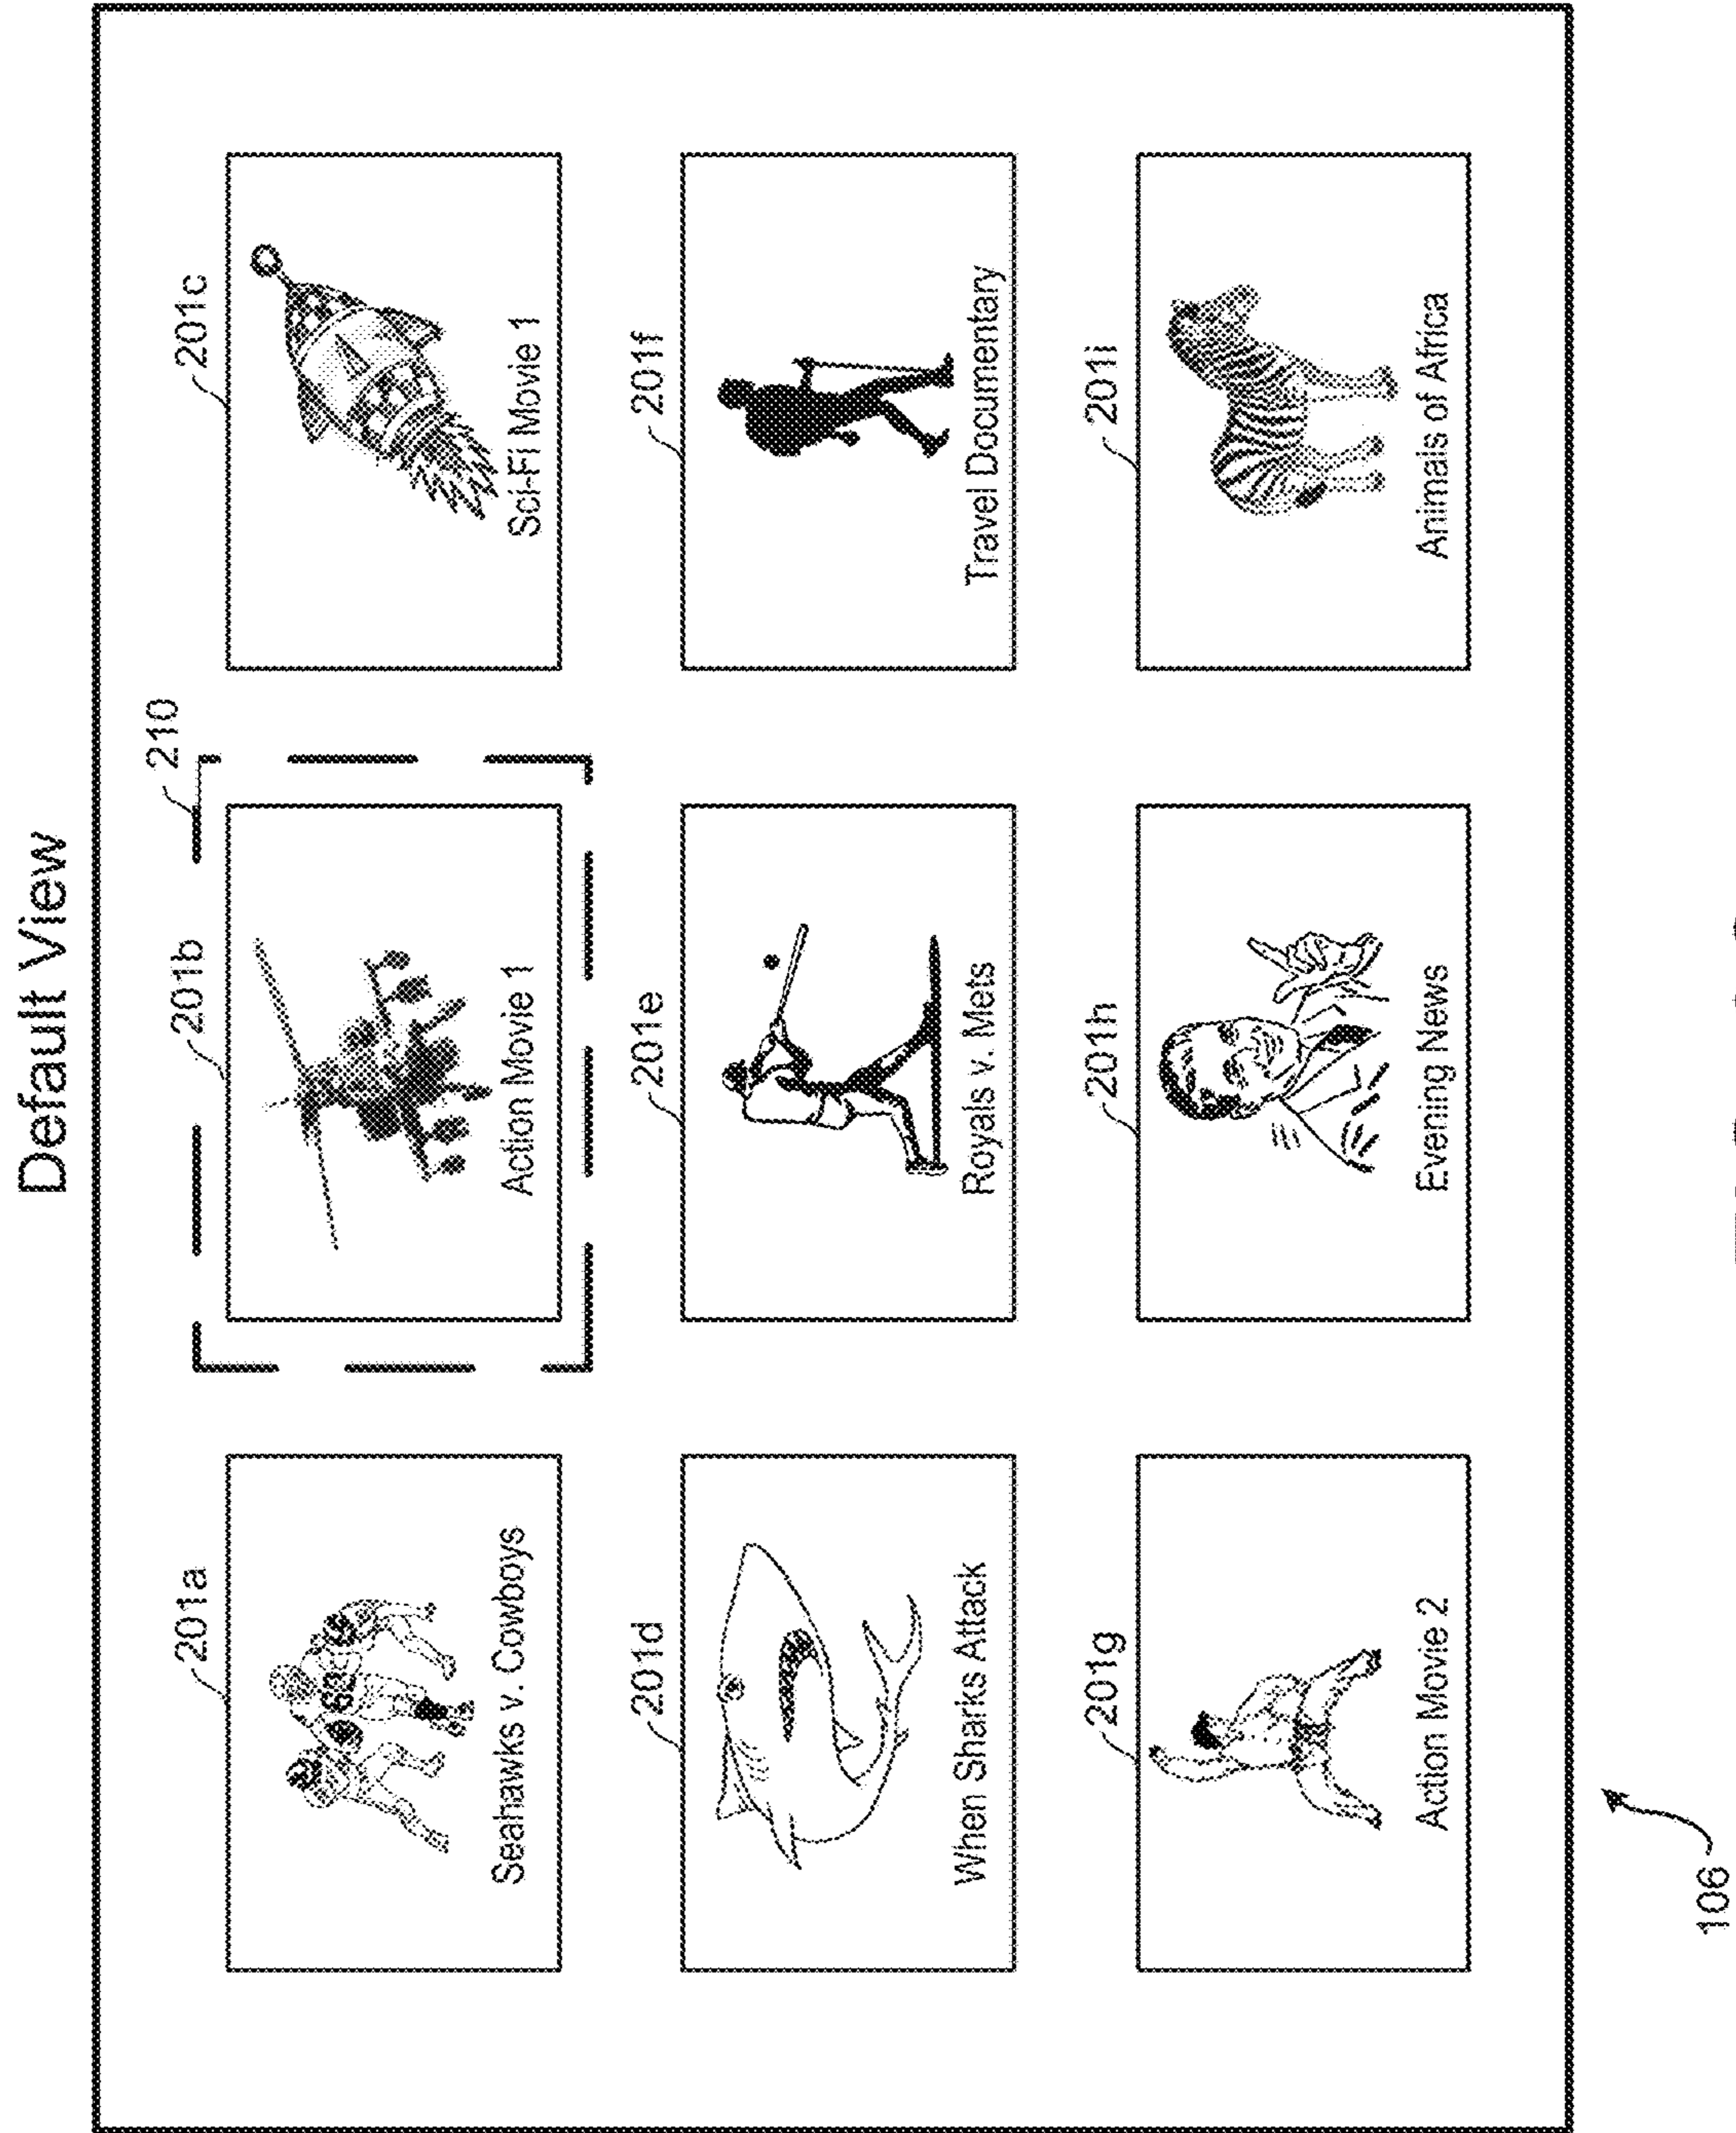 Default View
201a
201b
210
201c
Seahawks v. Cowboys
Action Movie 1
Sci-Fi Movie 1
201d
201e
201f
When Sharks Attack
Royals v. Mets
Travel Documentary
201g
201h
201i
Action Movie 2
Evening News
Animals of Africa
106